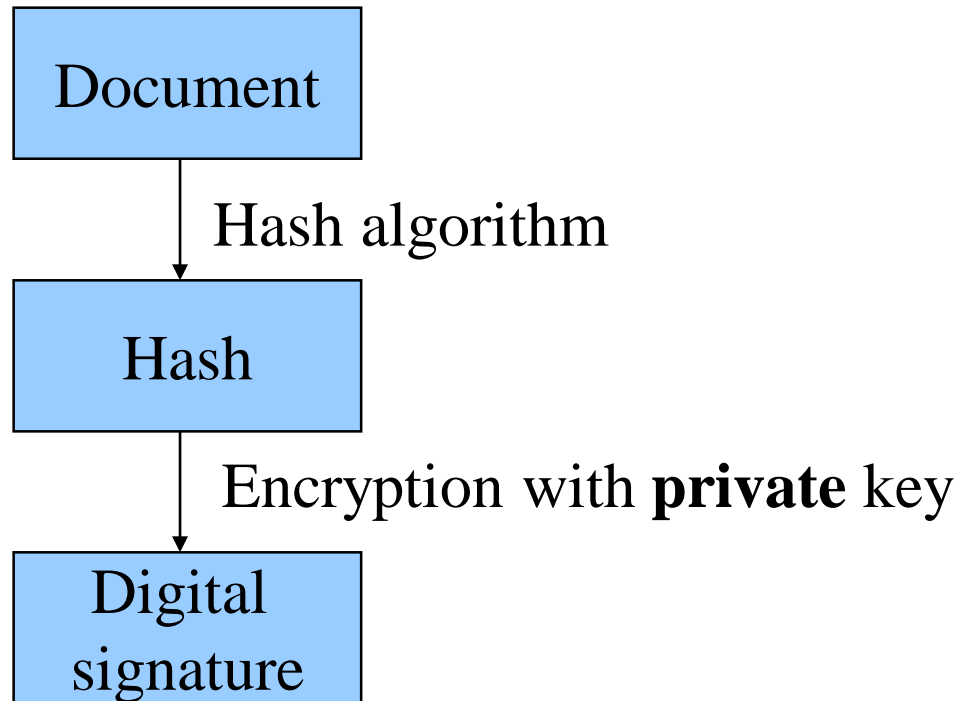 Document
Hash algorithm
Hash
Encryption with private key
Digital
signature